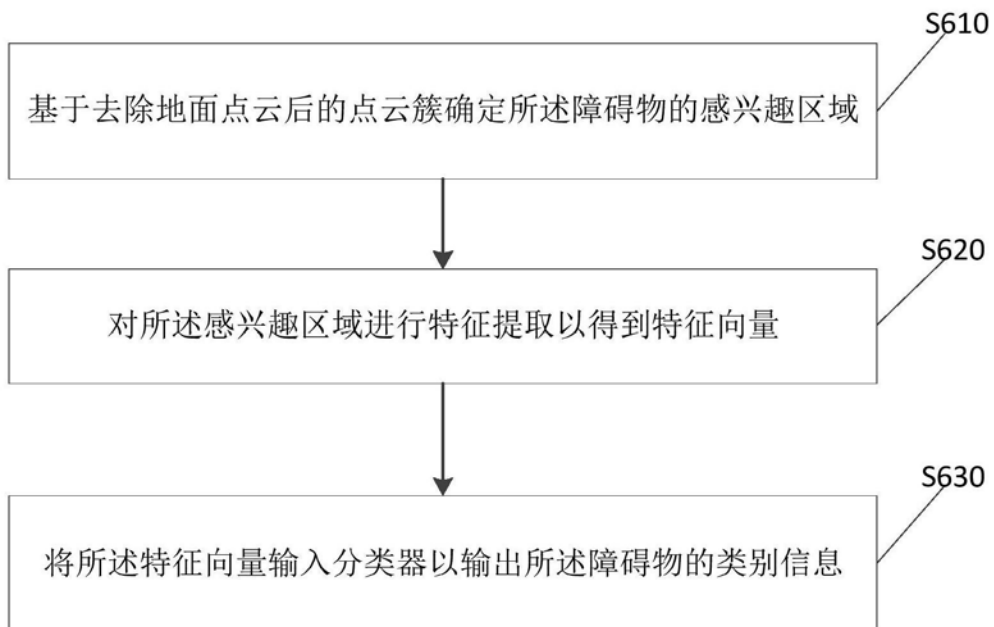 S610
基于去除地面点云后的点云簇确定所述障碍物的感兴趣区域
S620
对所述感兴趣区域进行特征提取以得到特征向量
S630
将所述特征向量输入分类器以输出所述障碍物的类别信息